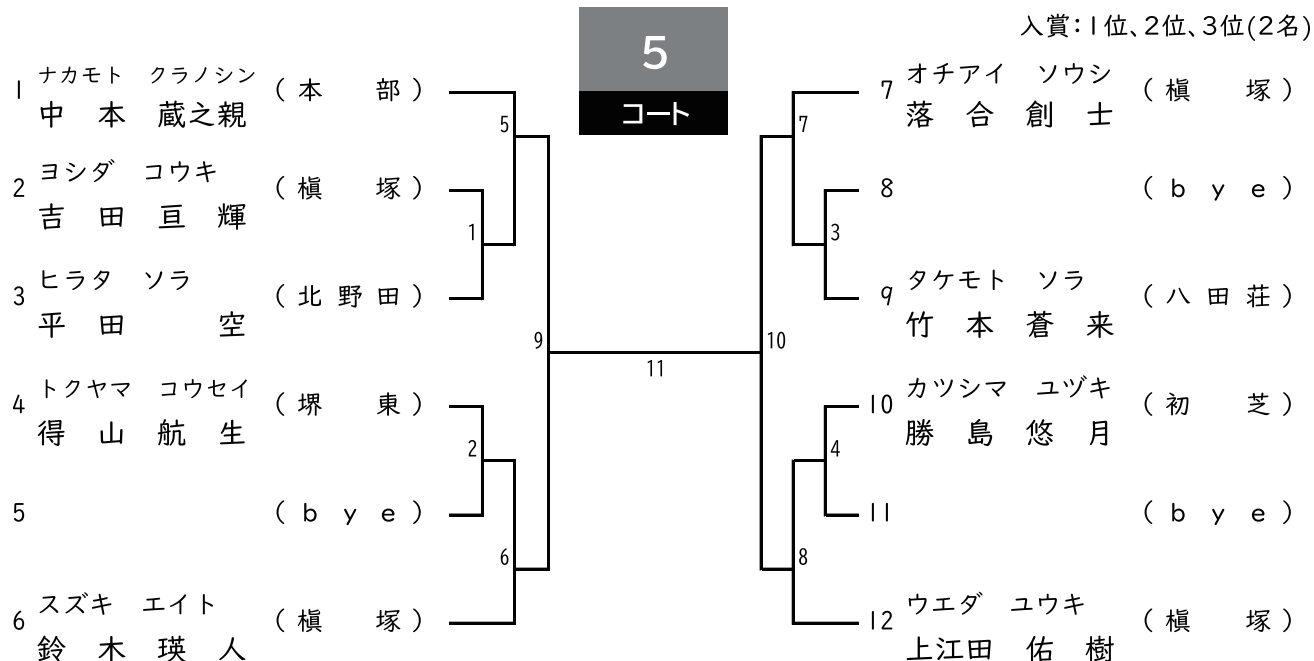 入賞：1位、2位、3位(2名)
5
コート
1 ナカモト クラノシン (本 部)
中 本 蔵之親
2 ヨシダ コウキ (槇 塚)
吉 田 亘 輝
3 ヒラタ ソラ (北野田)
平 田 空
4 トクヤマ コウセイ (堺 東)
得 山 航 生
5 (bye)
6 スズキ エイト (槇 塚)
鈴 木 瑛 人
5
1
2
6
9
11
10
7
3
4
8
7 オチアイ ソウシ (槇 塚)
落 合 創 士
8 (bye)
9 タケモト ソラ (八田荘)
竹 本 蒼 来
10 カツシマ ユヅキ (初 芝)
勝 島 悠 月
11 (bye)
12 ウエダ ユウキ (槇 塚)
上江田 佑 樹